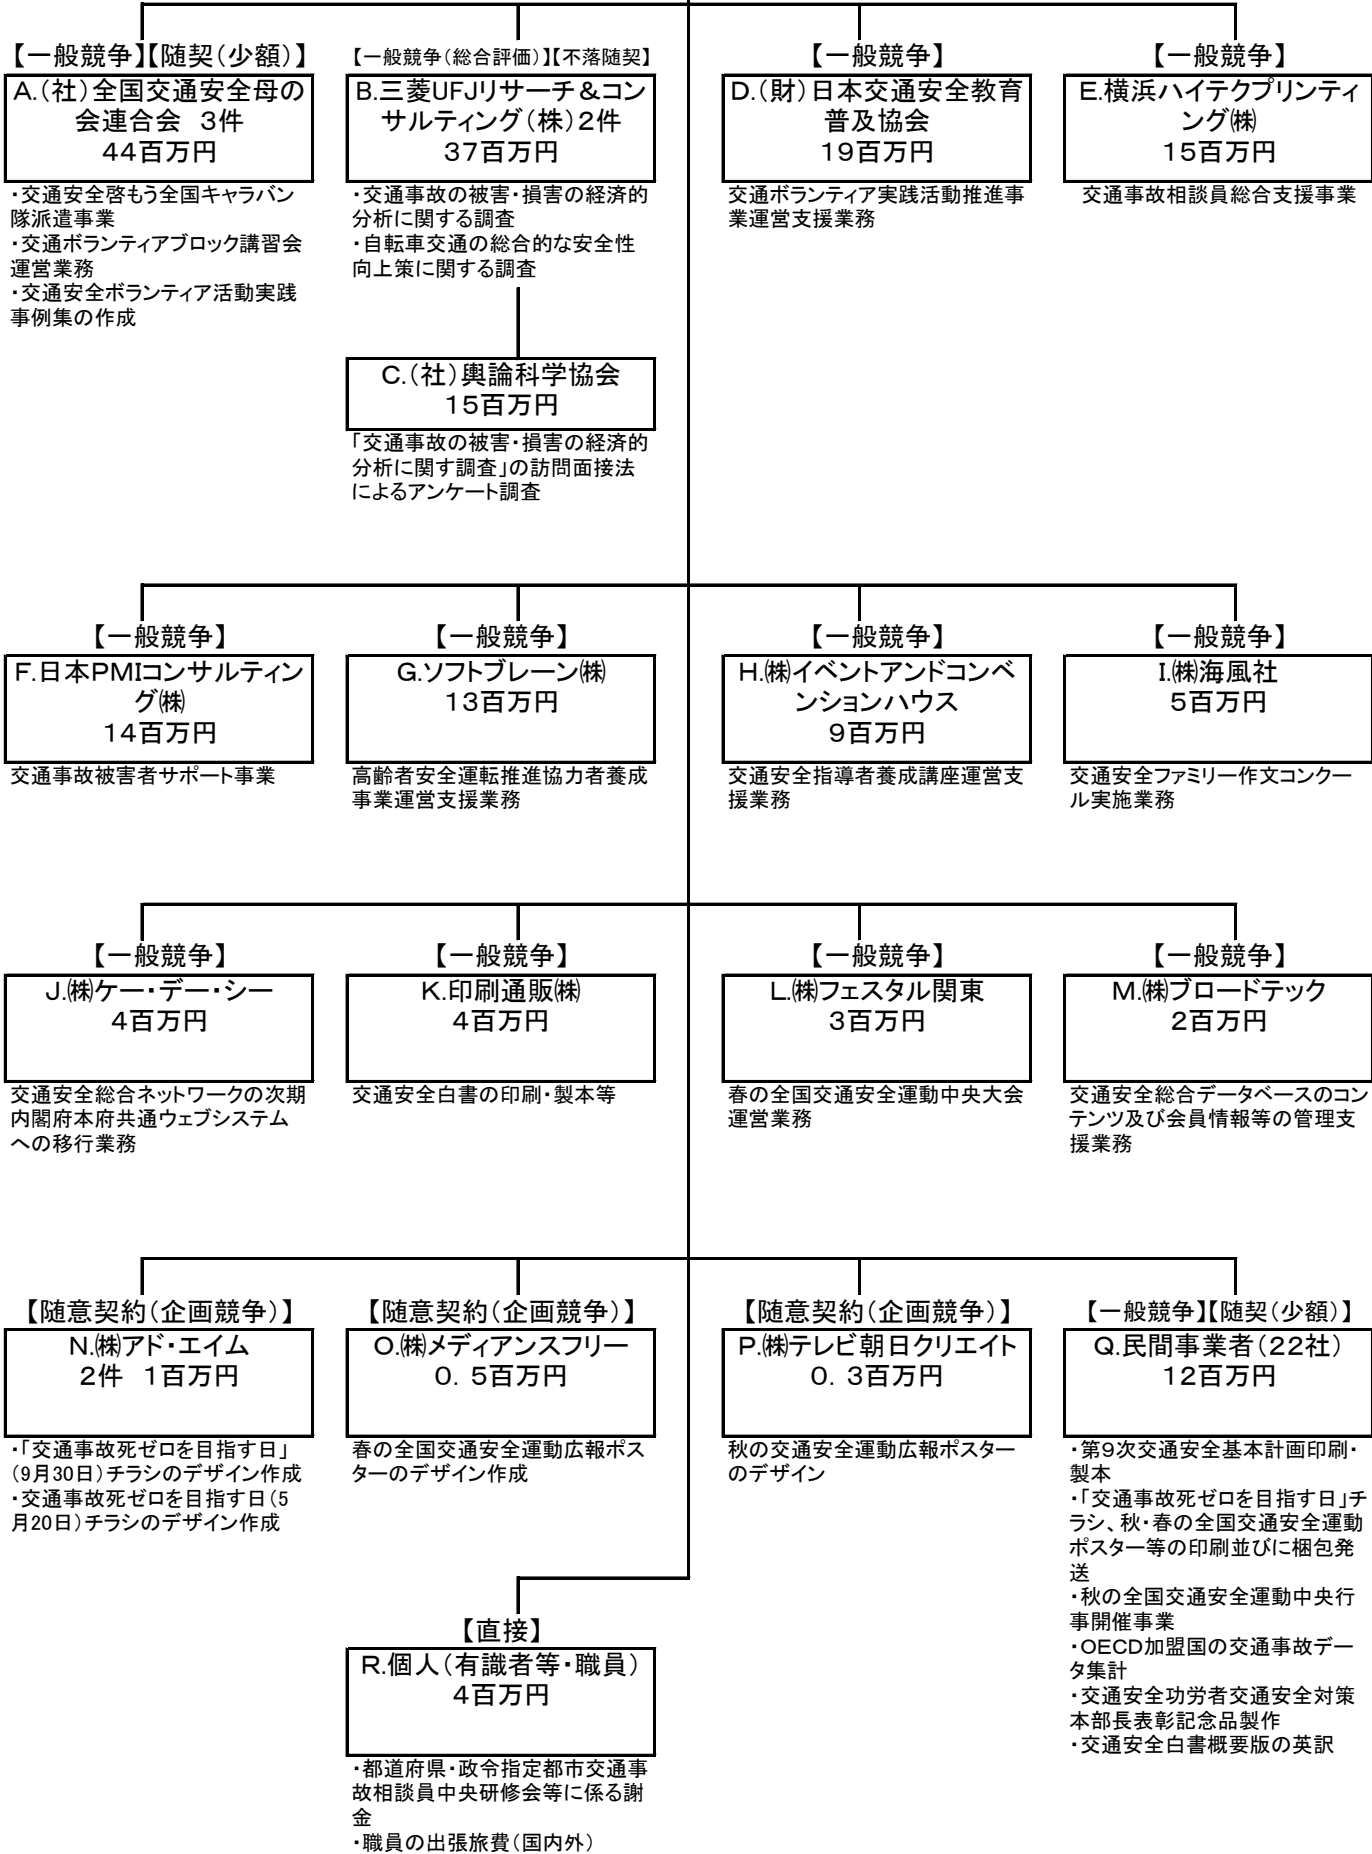 【一般競争】【随契（少額）】
A.（社）全国交通安全母の
会連合会　3件
44百万円
・交通安全啓もう全国キャラバン
隊派遣事業
・交通ボランティアブロック講習会
運営業務
・交通安全ボランティア活動実践
事例集の作成
【一般競争（総合評価）】【不落随契】
B.三菱UFJリサーチ＆コン
サルティング（株）2件
37百万円
・交通事故の被害・損害の経済的
分析に関する調査
・自転車交通の総合的な安全性
向上策に関する調査
C.（社）輿論科学協会
15百万円
「交通事故の被害・損害の経済的
分析に関す調査」の訪問面接法
によるアンケート調査
【一般競争】
D.（財）日本交通安全教育
普及協会
19百万円
交通ボランティア実践活動推進事
業運営支援業務
【一般競争】
E.横浜ハイテクプリンティ
ング㈱
15百万円
交通事故相談員総合支援事業
【一般競争】
F.日本PMIコンサルティン
グ㈱
14百万円
交通事故被害者サポート事業
【一般競争】
G.ソフトブレーン㈱
13百万円
高齢者安全運転推進協力者養成
事業運営支援業務
【一般競争】
H.㈱イベントアンドコンベ
ンションハウス
9百万円
交通安全指導者養成講座運営支
援業務
【一般競争】
I.㈱海風社
5百万円
交通安全ファミリー作文コンクー
ル実施業務
【一般競争】
J.㈱ケー・デー・シー
4百万円
交通安全総合ネットワークの次期
内閣府本府共通ウェブシステム
への移行業務
【一般競争】
K.印刷通販㈱
4百万円
交通安全白書の印刷・製本等
【一般競争】
L.㈱フェスタル関東
3百万円
春の全国交通安全運動中央大会
運営業務
【一般競争】
M.㈱ブロードテック
2百万円
交通安全総合データベースのコン
テンツ及び会員情報等の管理支
援業務
【随意契約（企画競争）】
N.㈱アド・エイム
2件　1百万円
・「交通事故死ゼロを目指す日」
（9月30日）チラシのデザイン作成
・交通事故死ゼロを目指す日（5
月20日）チラシのデザイン作成
【随意契約（企画競争）】
O.㈱メディアンスフリー
0．5百万円
春の全国交通安全運動広報ポス
ターのデザイン作成
【随意契約（企画競争）】
P.㈱テレビ朝日クリエイト
0．3百万円
秋の交通安全運動広報ポスター
のデザイン
【一般競争】【随契（少額）】
Q.民間事業者（22社）
12百万円
・第9次交通安全基本計画印刷・
製本
・「交通事故死ゼロを目指す日」チ
ラシ、秋・春の全国交通安全運動
ポスター等の印刷並びに梱包発
送
・秋の全国交通安全運動中央行
事開催事業
・OECD加盟国の交通事故デー
タ集計
・交通安全功労者交通安全対策
本部長表彰記念品製作
・交通安全白書概要版の英訳
【直接】
R.個人（有識者等・職員）
4百万円
・都道府県・政令指定都市交通事
故相談員中央研修会等に係る謝
金
・職員の出張旅費（国内外）